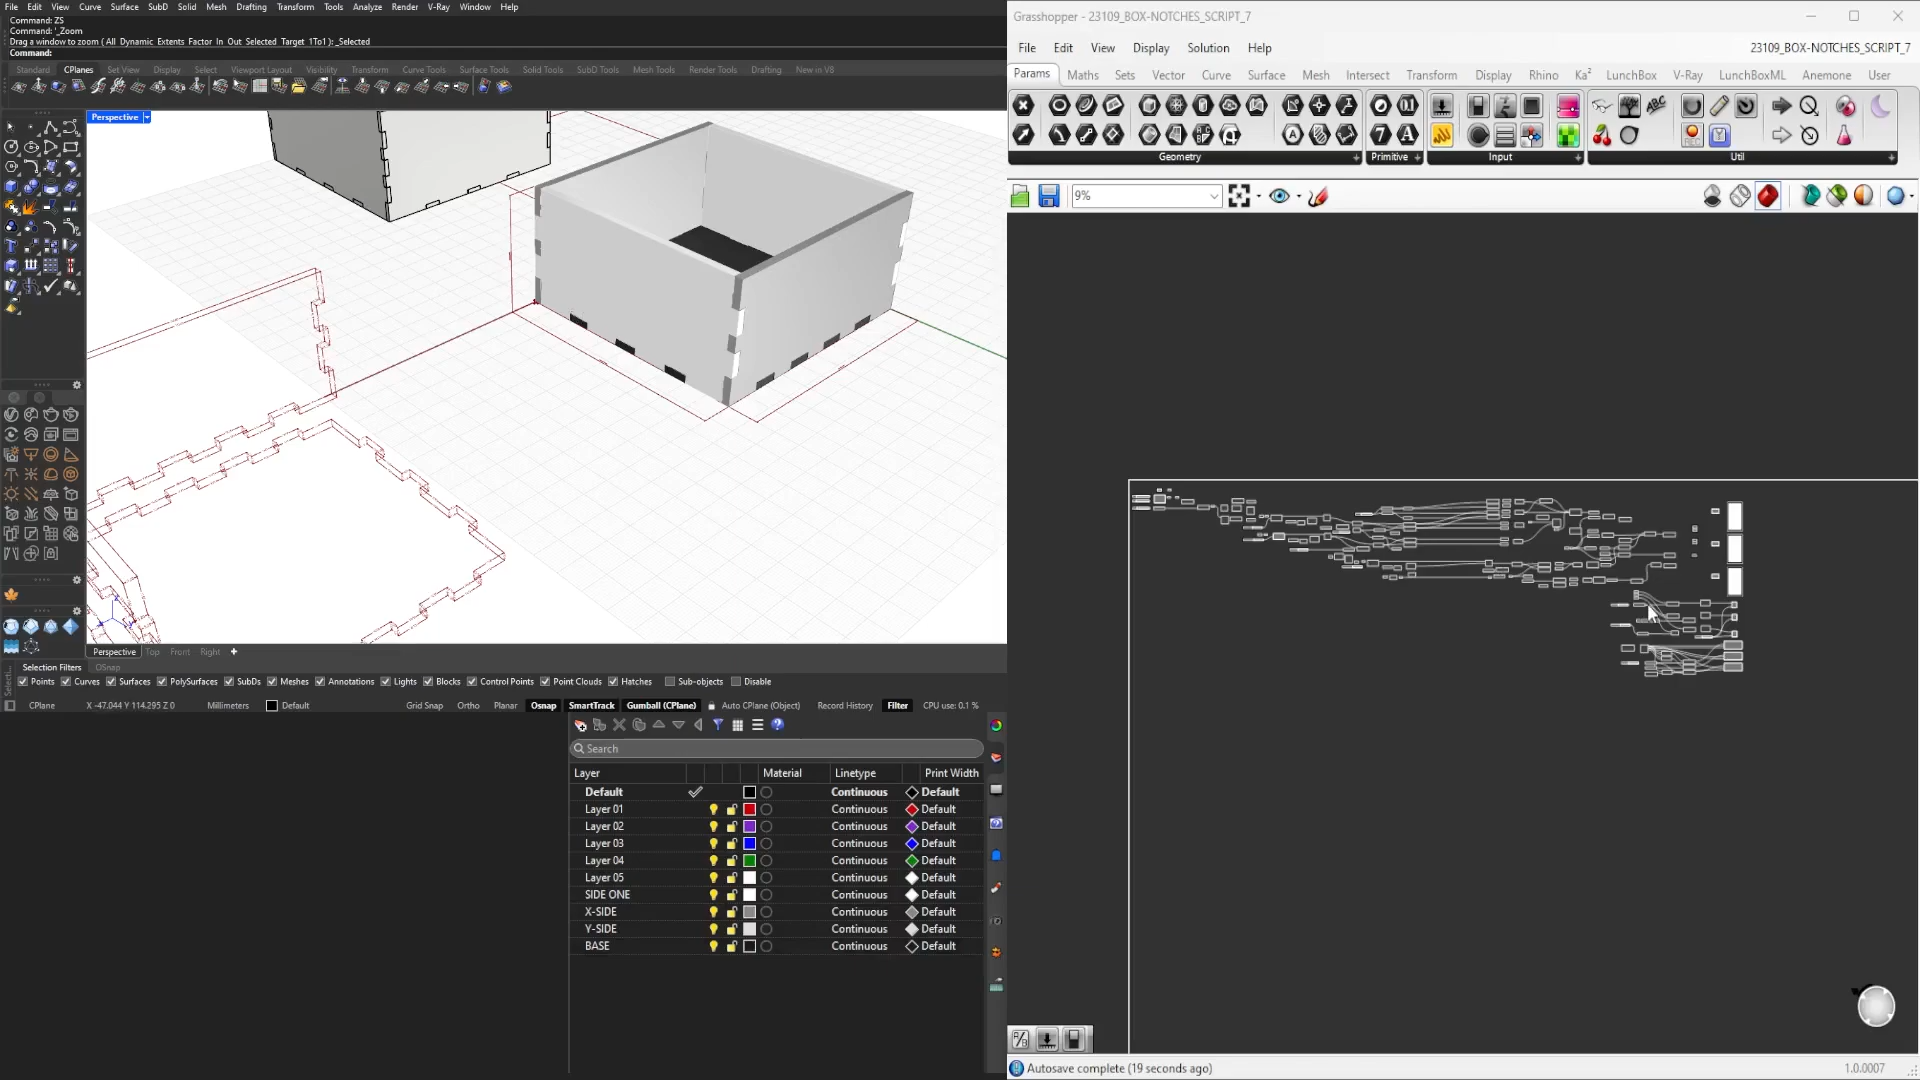 File Edit View Curve Surface SubD Solid Mesh Drafting Transform Tools Analyze Render V-Ray Window Help
Command: ZS
Command: '_Zoom
Drag a window to zoom ( All Dynamic Extents Factor In Out Selected Target 1To1 ): _Selected
Command:
Standard CPlanes Set View Display Select Viewport Layout Visibility Transform Curve Tools Surface Tools Solid Tools SubD Tools Mesh Tools Render Tools Drafting New in V8
Perspective
Perspective Top Front Right
Selection Filters OSnap
Points Curves Surfaces PolySurfaces SubDs Meshes Annotations Lights Blocks Control Points Point Clouds Hatches Sub-objects Disable
CPlane X -47.044 Y 114.295 Z 0 Millimeters Default Grid Snap Ortho Planar Osnap SmartTrack Gumball (CPlane) Auto CPlane (Object) Record History Filter CPU use: 0.1 %
Search
Layer Material Linetype Print Width
Default Continuous Default
Layer 01 Continuous Default
Layer 02 Continuous Default
Layer 03 Continuous Default
Layer 04 Continuous Default
Layer 05 Continuous Default
SIDE ONE Continuous Default
X-SIDE Continuous Default
Y-SIDE Continuous Default
BASE Continuous Default
Grasshopper - 23109_BOX-NOTCHES_SCRIPT_7
File Edit View Display Solution Help 23109_BOX-NOTCHES_SCRIPT_7
Params Maths Sets Vector Curve Surface Mesh Intersect Transform Display Rhino Ka² LunchBox V-Ray LunchBoxML Anemone User
Geometry Primitive Input Util
9%
Autosave complete (19 seconds ago) 1.0.0007